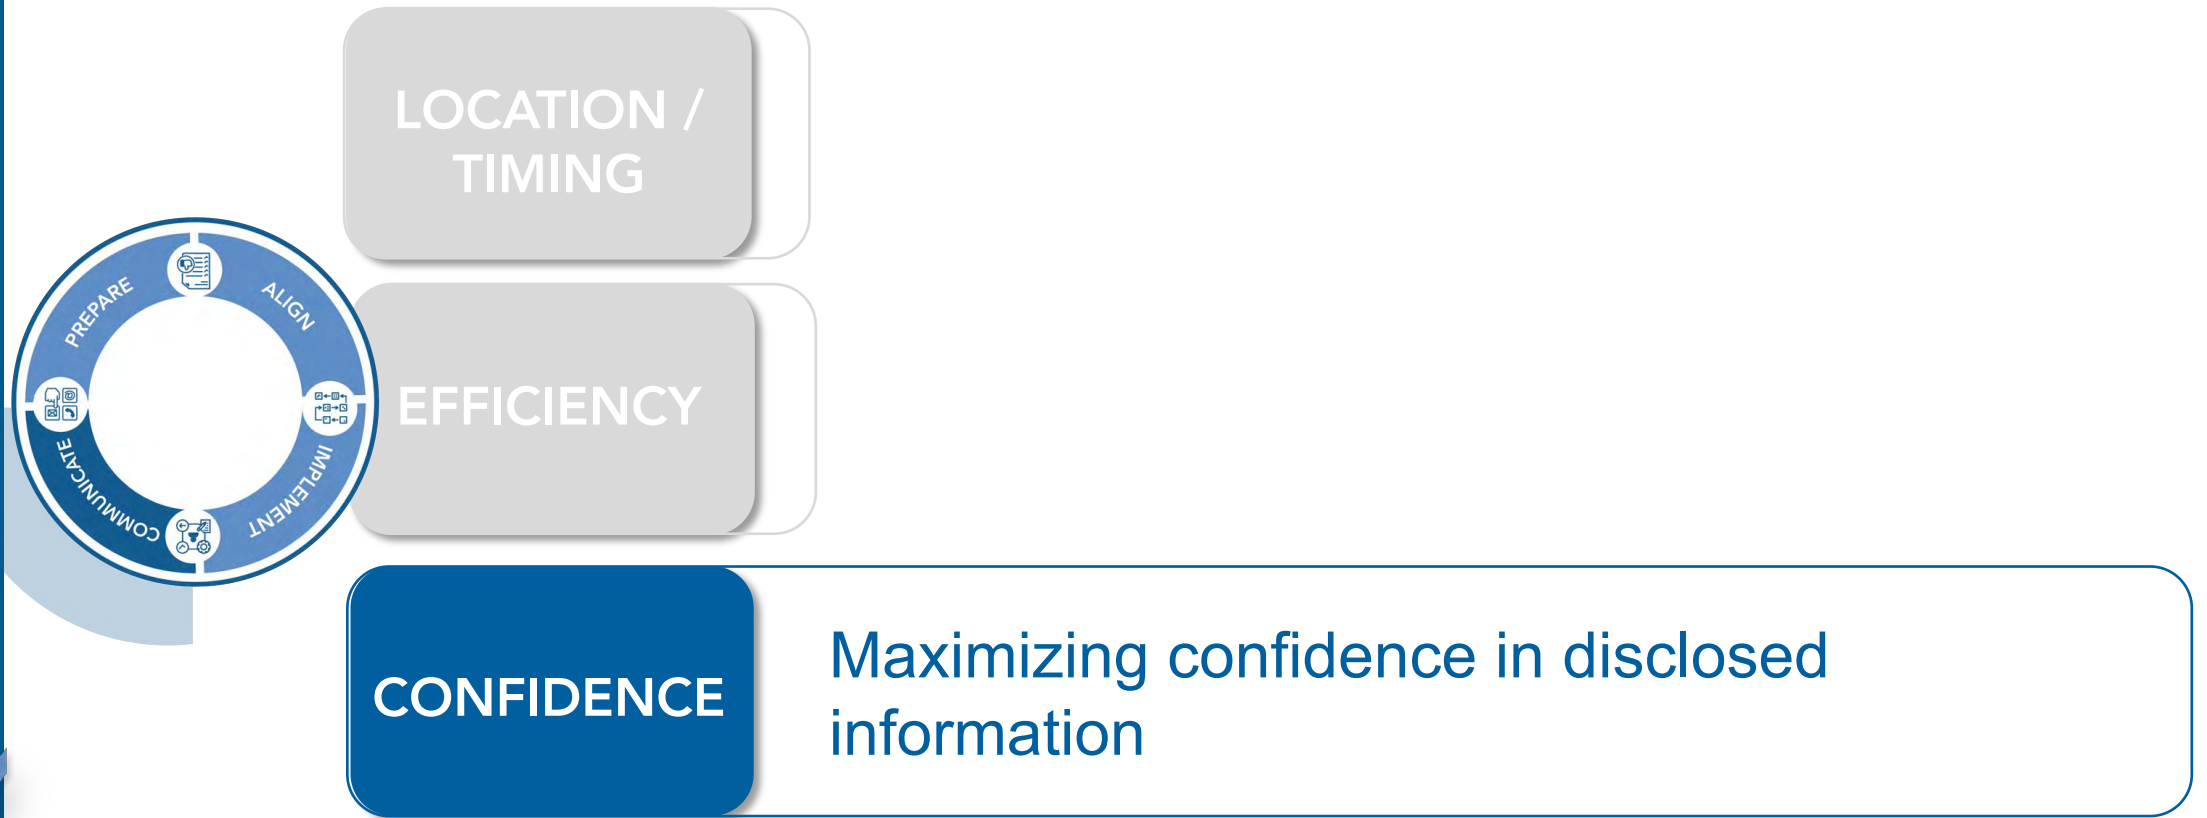 LOCATION /
TIMING
PREPARE
ALIGN
EFFICIENCY
COMMUNICATE
IMPLEMENT
CONFIDENCE
Maximizing confidence in disclosed
information